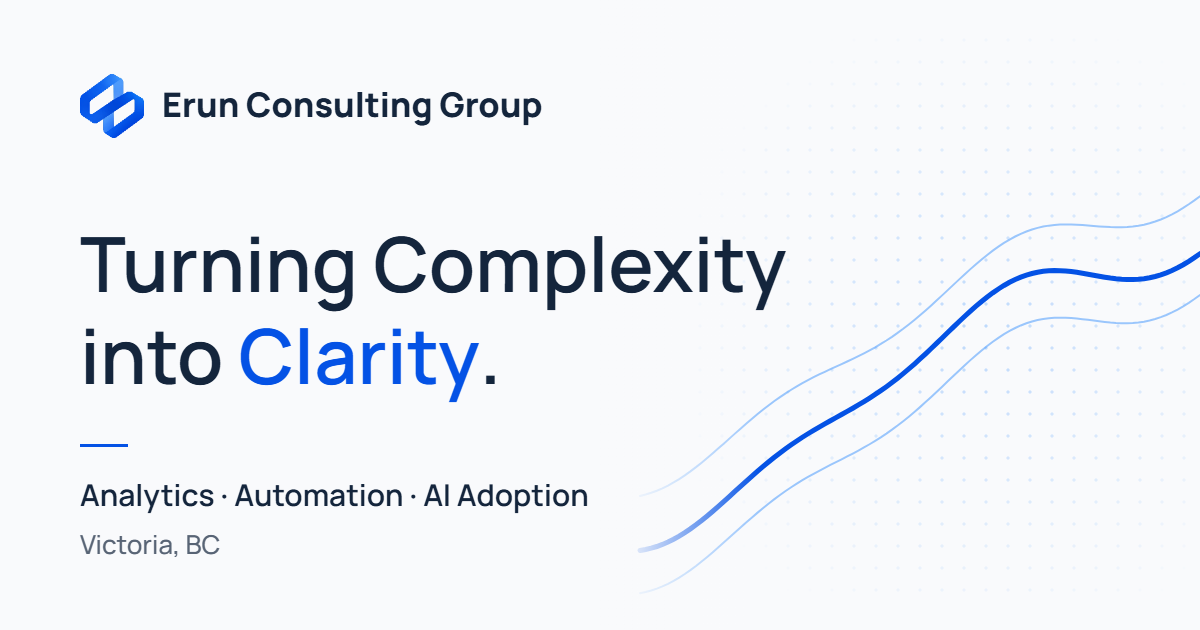 Erun Consulting Group
Turning Complexity
into Clarity.
Analytics · Automation · AI Adoption
Victoria, BC